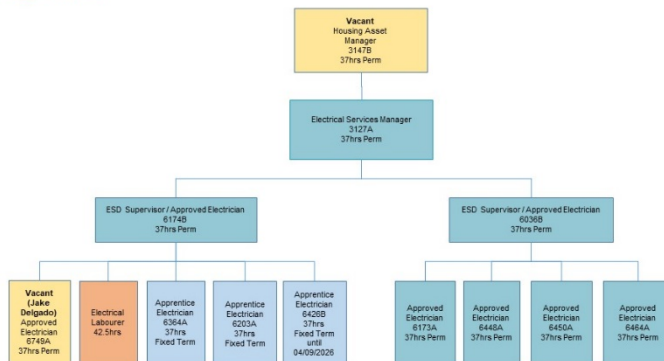 Vacant
Housing Asset
Manager
3147B
37hrs Perm
Electrical Services Manager
3127A
37hrs Perm
ESD Supervisor / Approved Electrician
6174B
37hrs Perm
ESD Supervisor / Approved Electrician
6036B
37hrs Perm
Vacant
(Jake
Delgado)
Approved
Electrician
6749A
37hrs Perm
Electrical
Labourer
42.5hrs
Apprentice
Electrician
6364A
37hrs
Fixed Term
Apprentice
Electrician
6203A
37hrs
Fixed Term
Apprentice
Electrician
6426B
37hrs
Fixed Term
until
04/09/2026
Approved
Electrician
6173A
37hrs Perm
Approved
Electrician
6448A
37hrs Perm
Approved
Electrician
6450A
37hrs Perm
Approved
Electrician
6464A
37hrs Perm